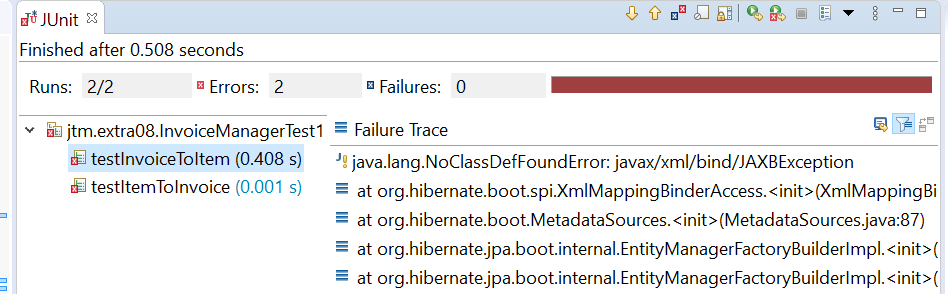 JUnit
Finished after 0.508 seconds
Runs: 2/2 Errors: 2 Failures: 0
jtm.extra08.InvoiceManagerTest1
testInvoiceToItem (0.408 s)
testItemToInvoice (0.001 s)
Failure Trace
java.lang.NoClassDefFoundError: javax/xml/bind/JAXBException
at org.hibernate.boot.spi.XmlMappingBinderAccess.<init>(XmlMappingBi
at org.hibernate.boot.MetadataSources.<init>(MetadataSources.java:87)
at org.hibernate.jpa.boot.internal.EntityManagerFactoryBuilderImpl.<init>(
at org.hibernate.jpa.boot.internal.EntityManagerFactoryBuilderImpl.<init>(